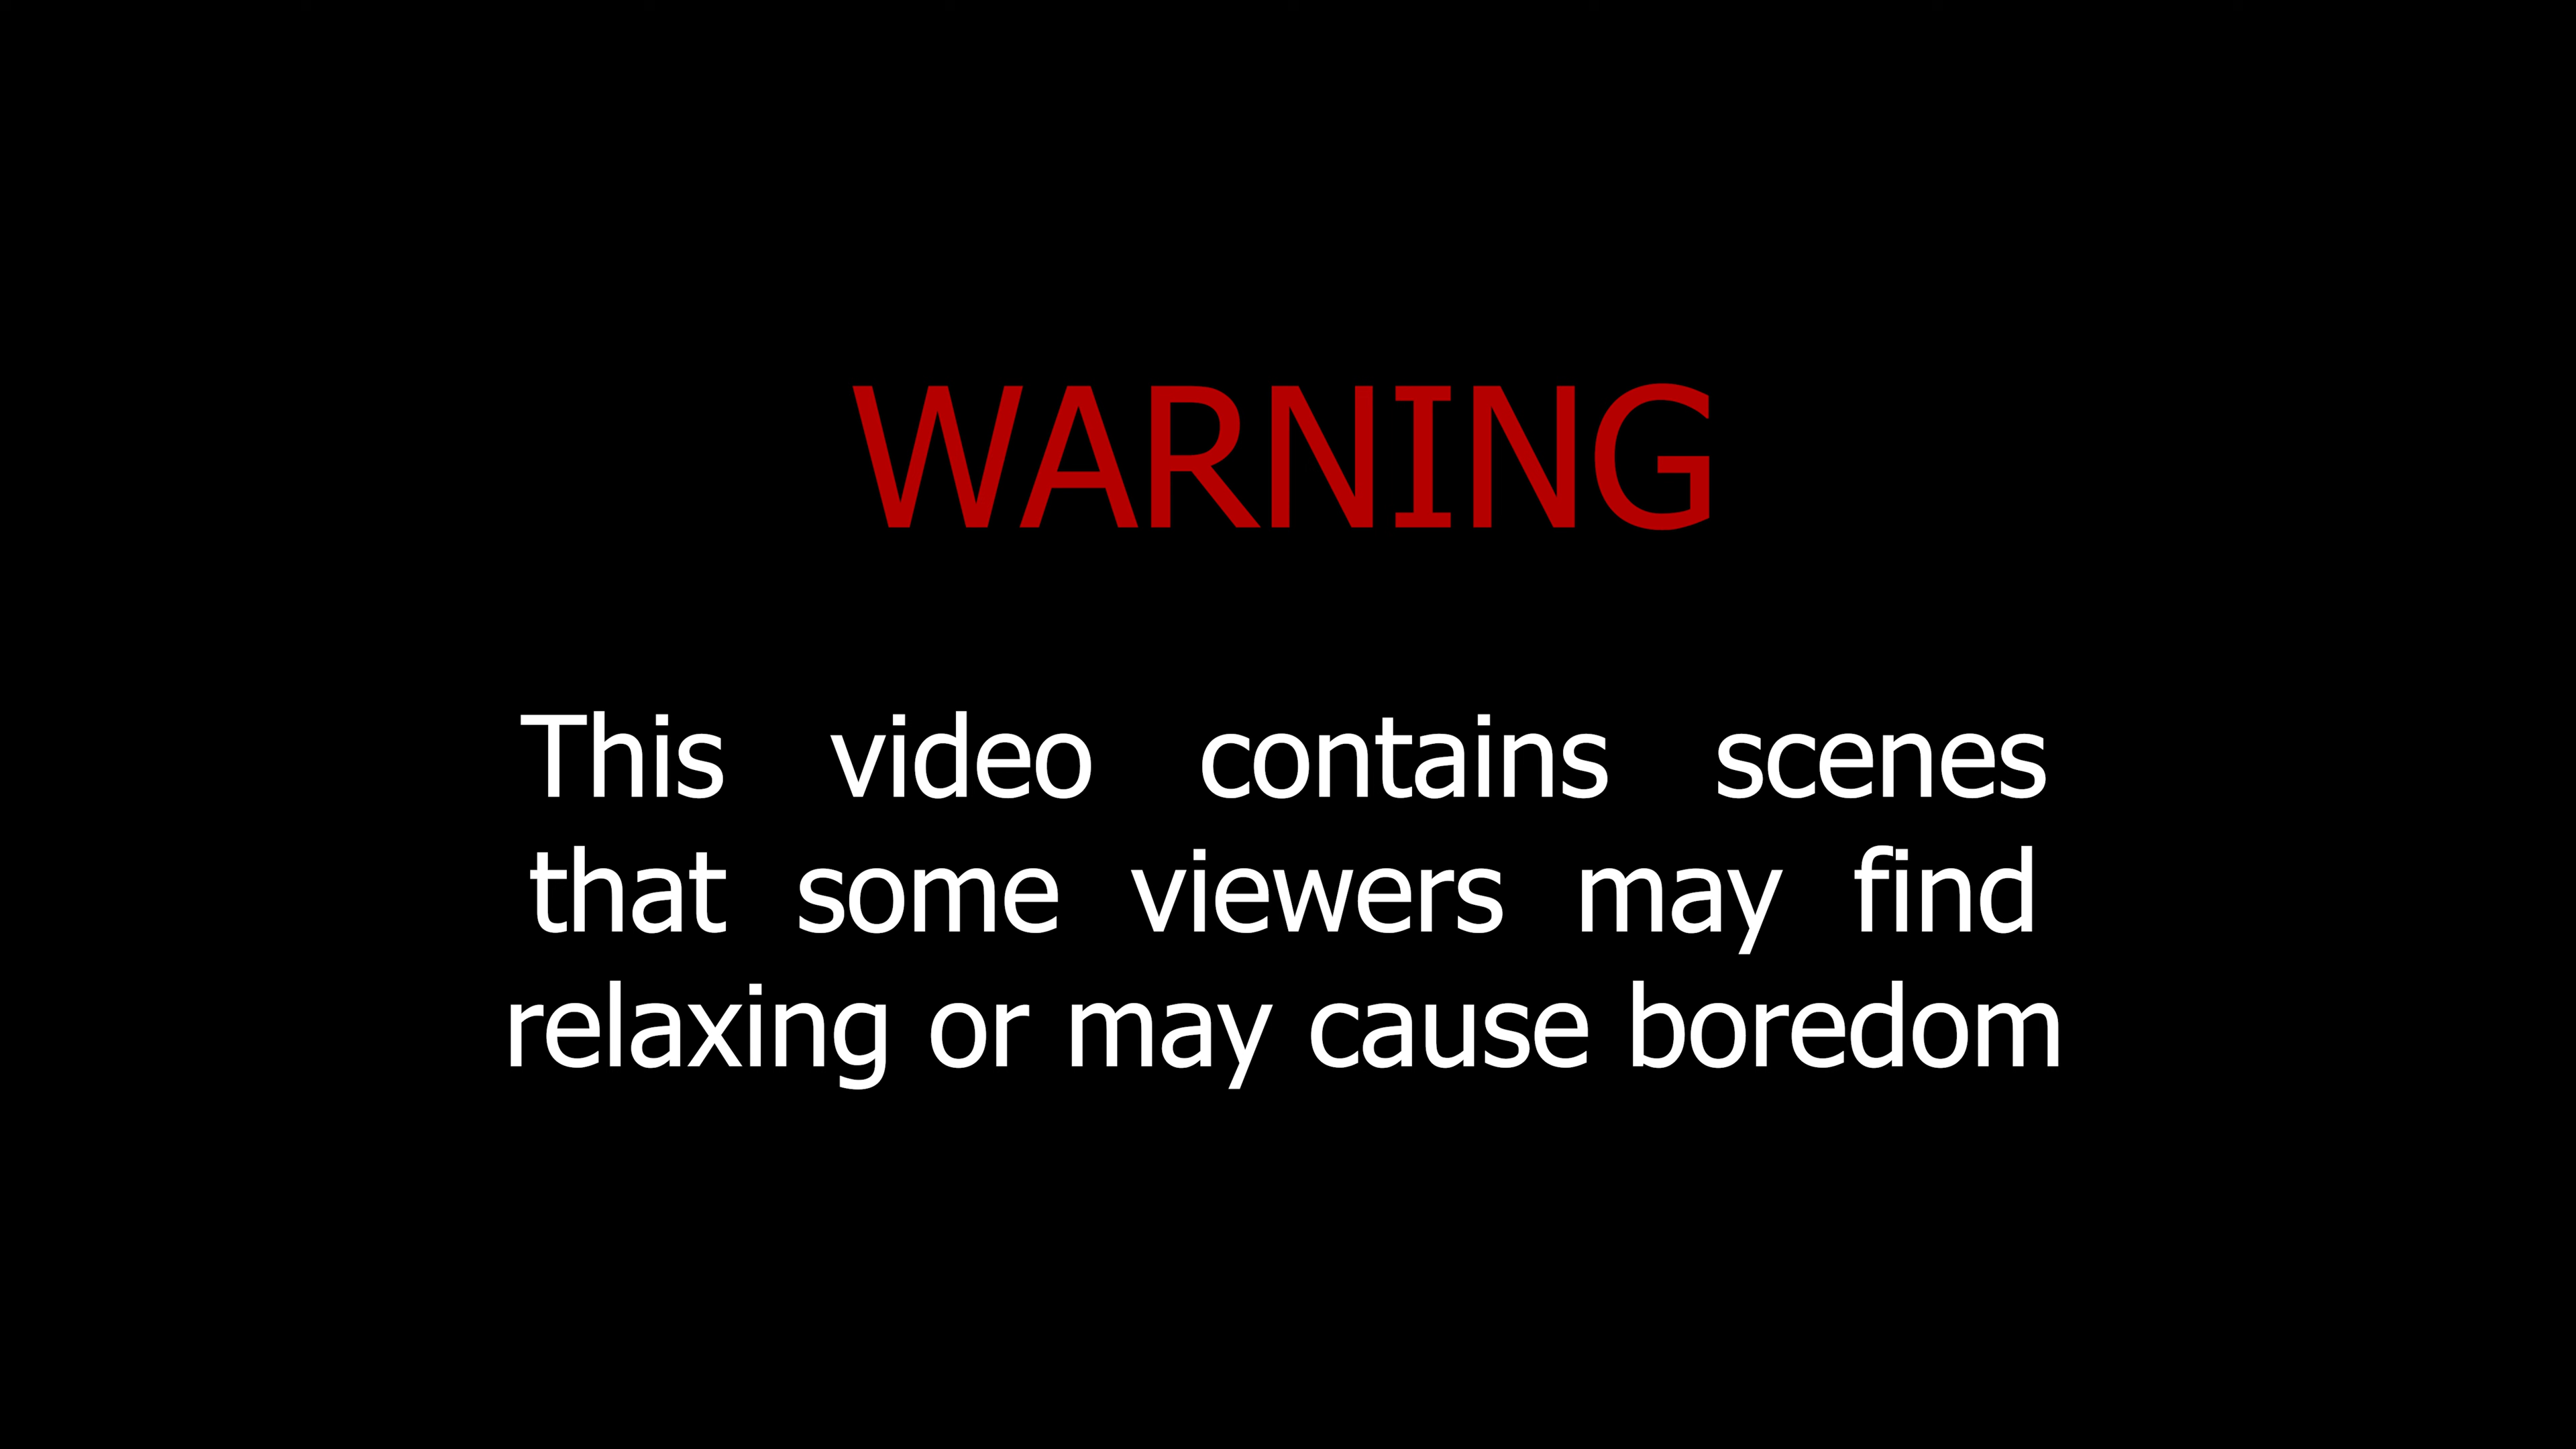 WARNING
This video contains scenes
that some viewers may find
relaxing or may cause boredom